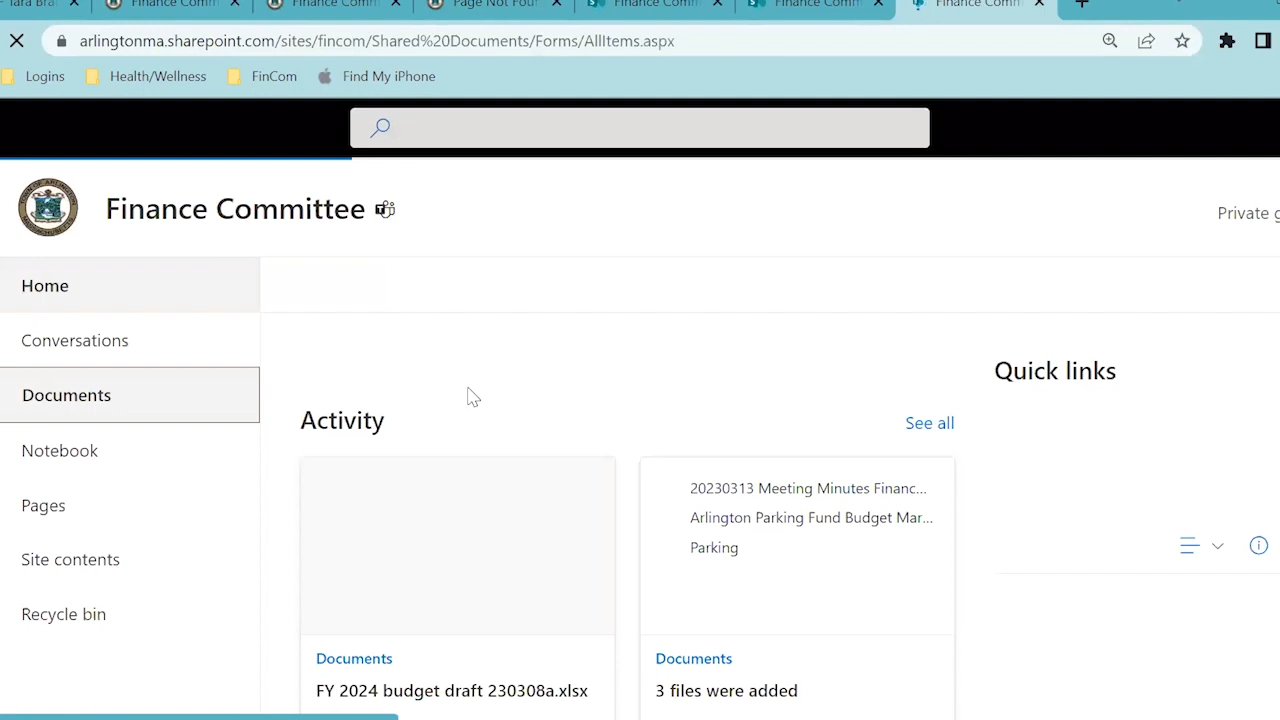 Finance Comm
Finance Comm
Page Not Four
Finance Comm
Finance Comm
Finance Comm
arlingtonma.sharepoint.com/sites/fincom/Shared%20Documents/Forms/AllItems.aspx
Logins Health/Wellness FinCom Find My iPhone
Finance Committee
Private g
Home
Conversations
Documents
Notebook
Pages
Site contents
Recycle bin
Quick links
Activity
See all
20230313 Meeting Minutes Financ...
Arlington Parking Fund Budget Mar...
Parking
Documents
FY 2024 budget draft 230308a.xlsx
Documents
3 files were added